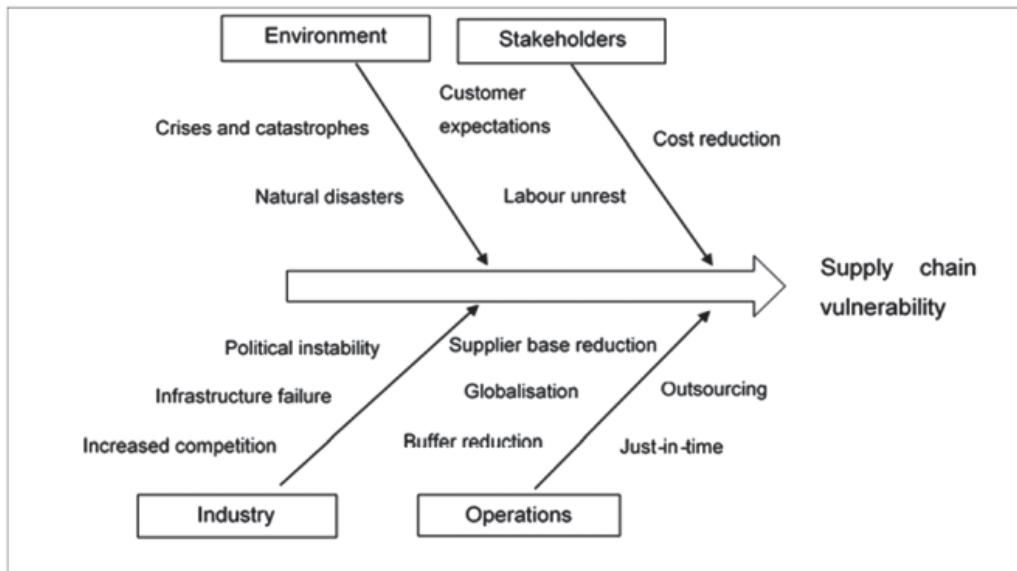 Environment
Stakeholders
Customer
expectations
Crises and catastrophes
Cost reduction
Natural disasters
Labour unrest
Supply chain
vulnerability
Political instability
Supplier base reduction
Infrastructure failure
Globalisation
Outsourcing
Increased competition
Buffer reduction
Just-in-time
Industry
Operations